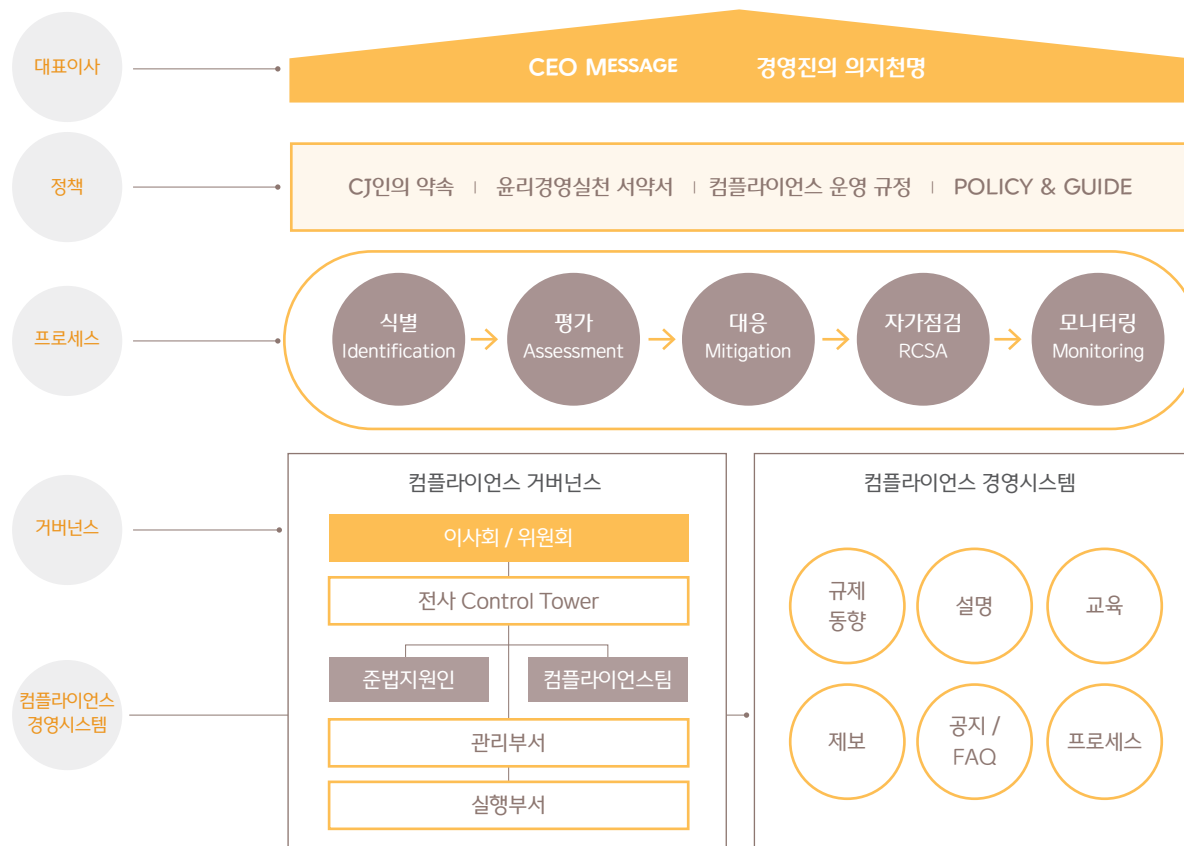 대표이사
CEO MESSAGE 경영진의 의지천명
정책
CJ인의 약속 | 윤리경영실천 서약서 | 컴플라이언스 운영 규정 | POLICY & GUIDE
프로세스
식별
Identification
평가
Assessment
대응
Mitigation
자가점검
RCSA
모니터링
Monitoring
거버넌스
컴플라이언스 거버넌스
이사회 / 위원회
전사 Control Tower
준법지원인
컴플라이언스팀
관리부서
실행부서
컴플라이언스
경영시스템
컴플라이언스 경영시스템
규제
동향
설명
교육
제보
공지 /
FAQ
프로세스